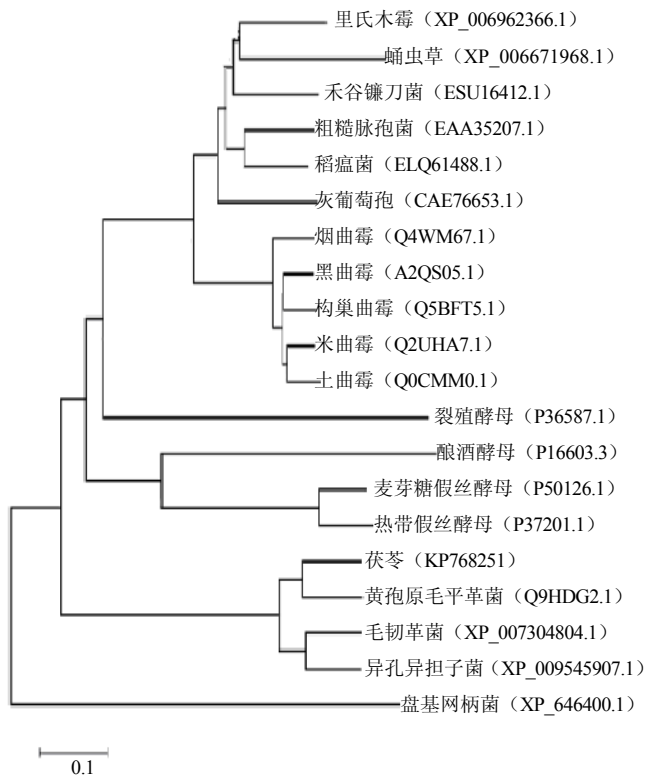 里氏木霉（XP_006962366.1）
蛹虫草（XP_006671968.1）
禾谷镰刀菌（ESU16412.1）
粗糙脉孢菌（EAA35207.1）
稻瘟菌（ELQ61488.1）
灰葡萄孢（CAE76653.1）
烟曲霉（Q4WM67.1）
黑曲霉（A2QS05.1）
构巢曲霉（Q5BFT5.1）
米曲霉（Q2UHA7.1）
土曲霉（Q0CMM0.1）
裂殖酵母（P36587.1）
酿酒酵母（P16603.3）
麦芽糖假丝酵母（P50126.1）
热带假丝酵母（P37201.1）
茯苓（KP768251）
黄孢原毛平革菌（Q9HDG2.1）
毛韧革菌（XP_007304804.1）
异孔异担子菌（XP_009545907.1）
盘基网柄菌（XP_646400.1）
0.1